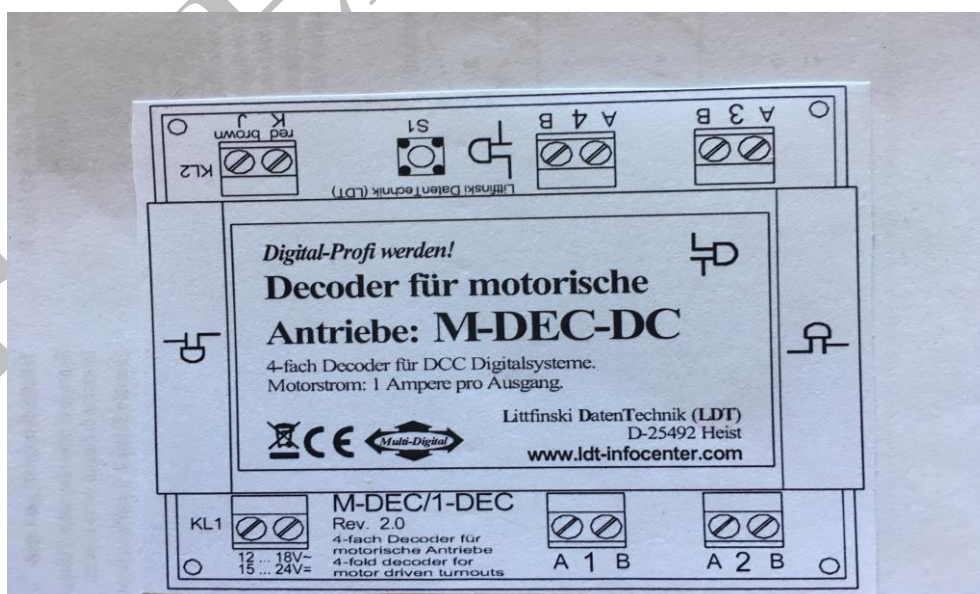 J K
brown red
KL2
S1
A 4 B
A 3 B
Littfinski DatenTechnik (LDT)
Digital-Profi werden!
Decoder für motorische
Antriebe: M-DEC-DC
4-fach Decoder für DCC Digitalsysteme.
Motorstrom: 1 Ampere pro Ausgang.
CE
Multi-Digital
Littfinski DatenTechnik (LDT)
D-25492 Heist
www.ldt-infocenter.com
KL1
12 ... 18V~
15 ... 24V=
M-DEC/1-DEC
Rev. 2.0
4-fach Decoder für
motorische Antriebe
4-fold decoder for
motor driven turnouts
A 1 B
A 2 B